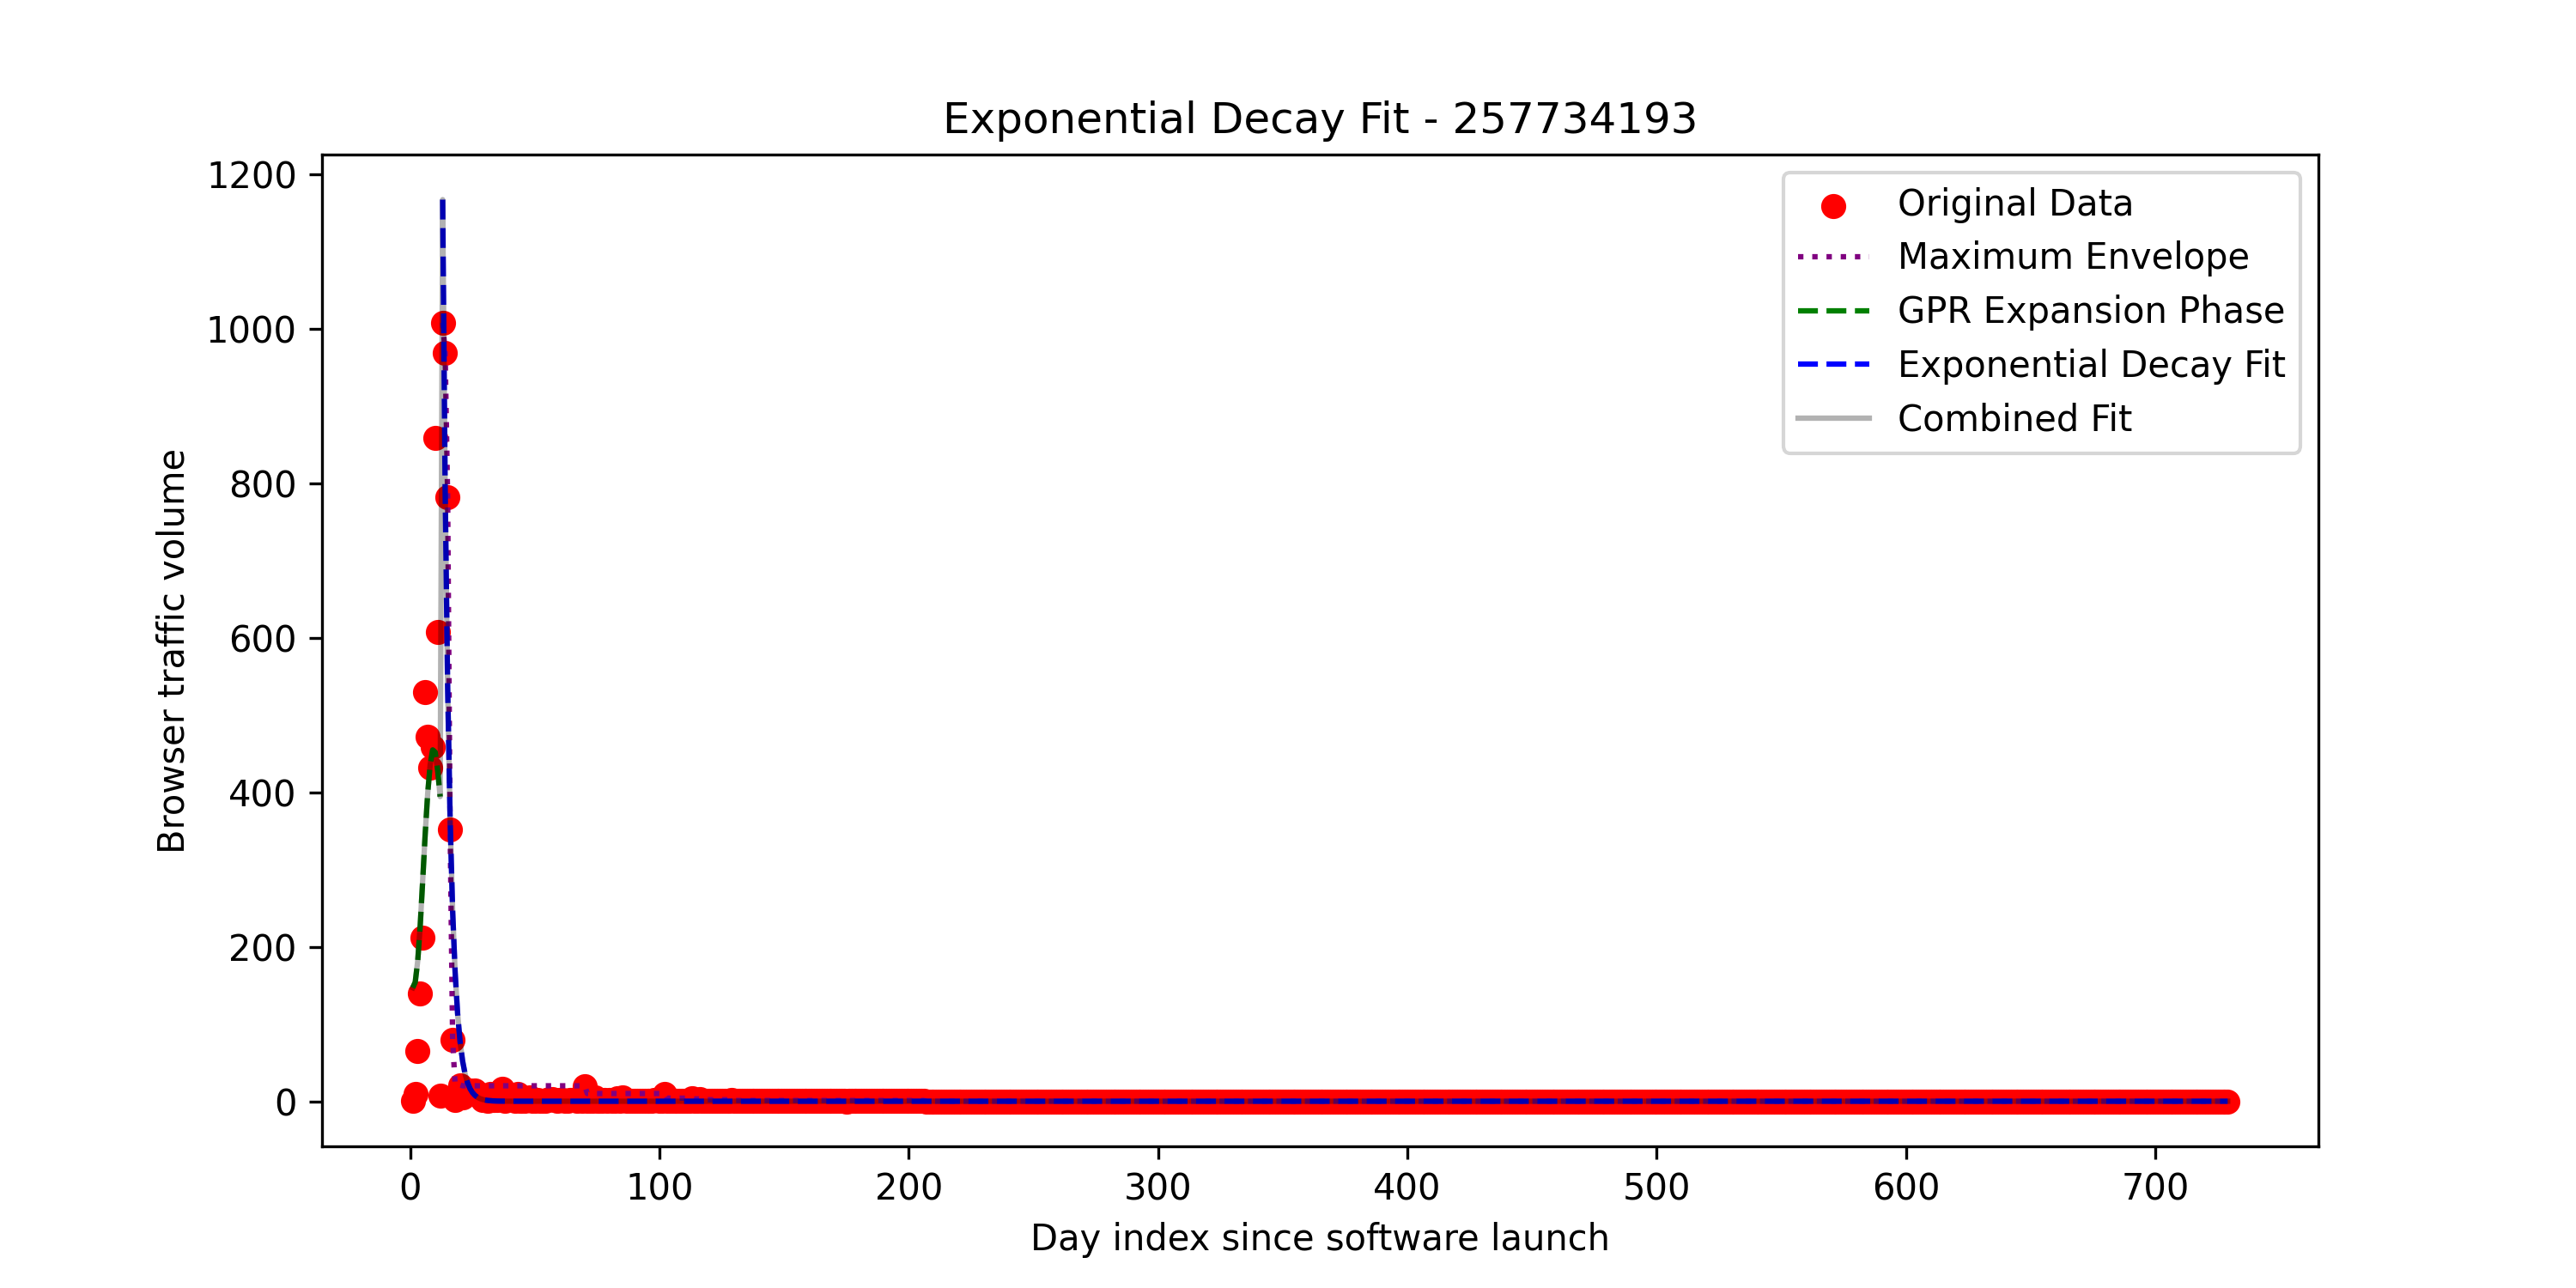 Exponential Decay Fit - 257734193
1200
1000
800
600
400
200
0
Browser traffic volume
Original Data
Maximum Envelope
GPR Expansion Phase
Exponential Decay Fit
Combined Fit
0 100 200 300 400 500 600 700
Day index since software launch